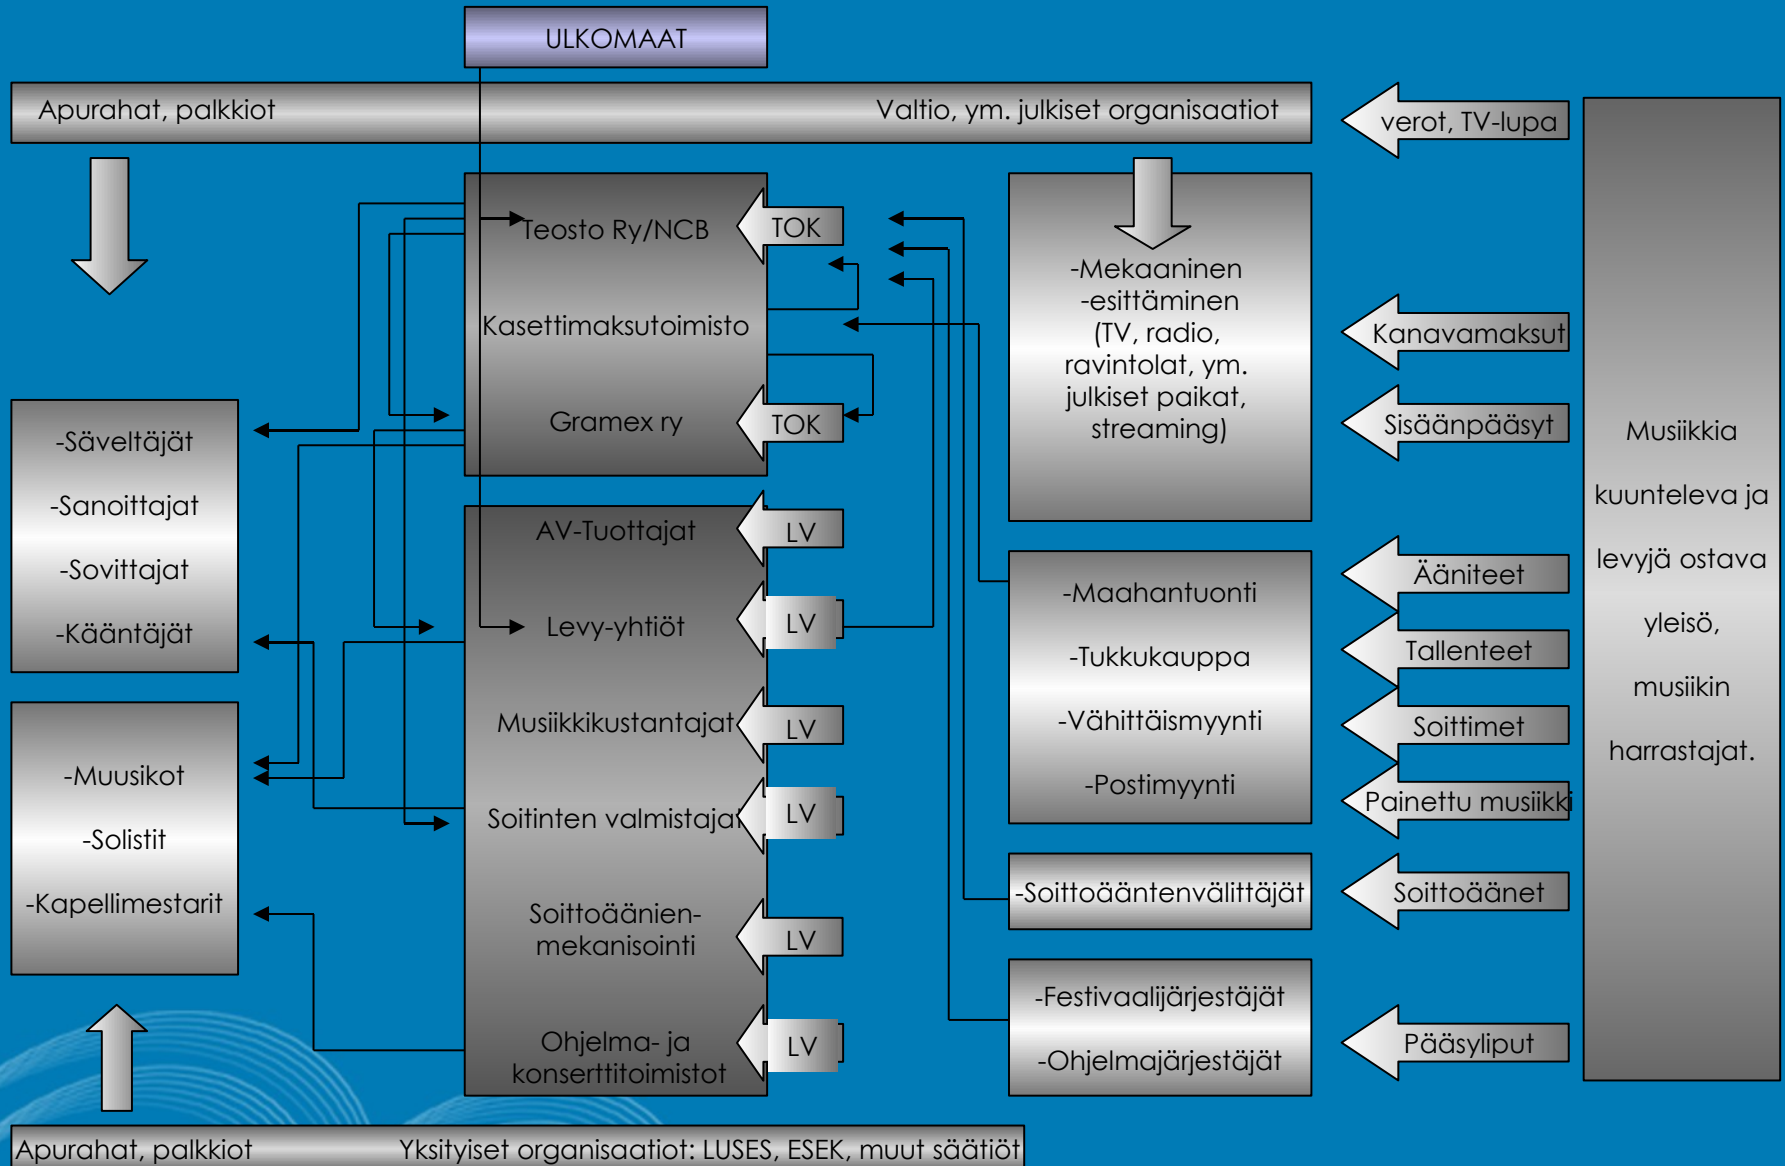 ULKOMAAT
Apurahat, palkkiot
Valtio, ym. julkiset organisaatiot
verot, TV-lupa
Teosto Ry/NCB
TOK
Kasettimaksutoimisto
Gramex ry
TOK
-Mekaaninen
-esittäminen
(TV, radio,
ravintolat, ym.
julkiset paikat,
streaming)
Kanavamaksut
Sisäänpääsyt
-Säveltäjät
-Sanoittajat
-Sovittajat
-Kääntäjät
-Muusikot
-Solistit
-Kapellimestarit
AV-Tuottajat
LV
Levy-yhtiöt
LV
Musiikkikustantajat
LV
Soitinten valmistajat
LV
Soittoäänien-
mekanisointi
LV
Ohjelma- ja
konserttitoimistot
LV
-Maahantuonti
-Tukkukauppa
-Vähittäismyynti
-Postimyynti
-Soittoääntenvälittäjät
-Festivaalijärjestäjät
-Ohjelmajärjestäjät
Ääniteet
Tallenteet
Soittimet
Painettu musiikki
Soittoäänet
Pääsyliput
Musiikkia
kuunteleva ja
levyjä ostava
yleisö,
musiikin
harrastajat.
Apurahat, palkkiot
Yksityiset organisaatiot: LUSES, ESEK, muut säätiöt